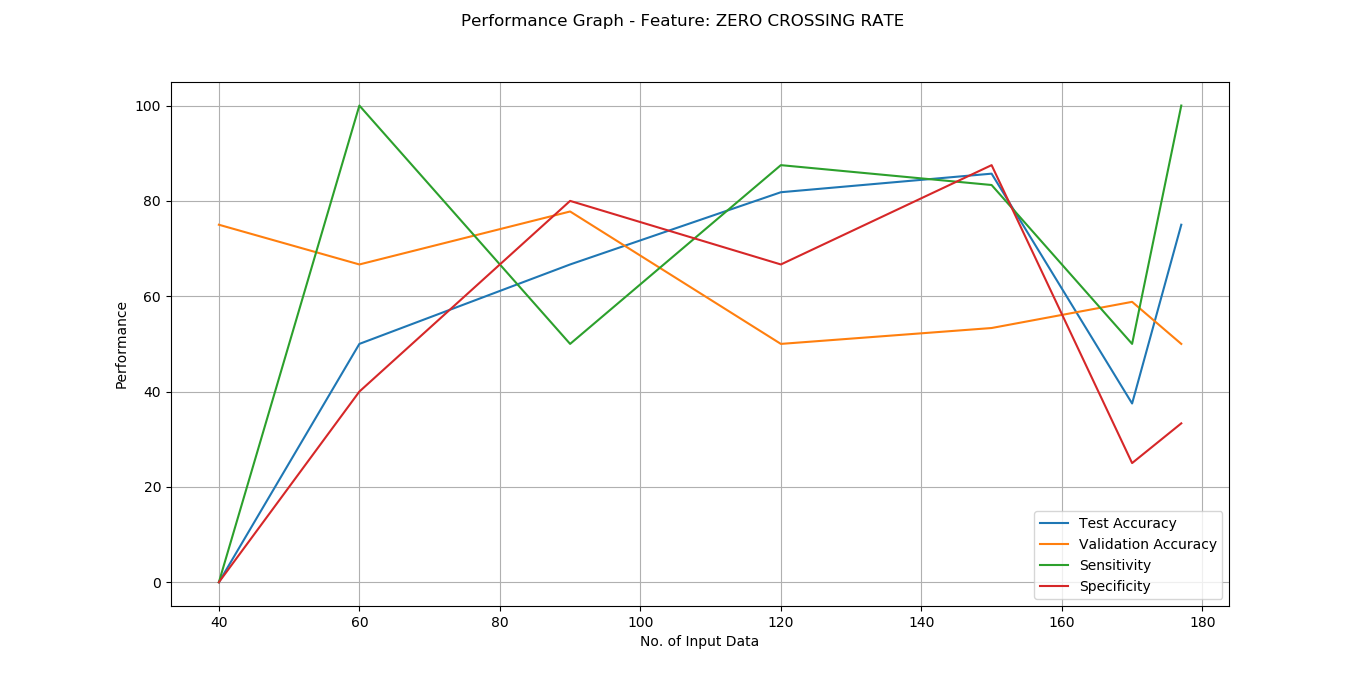 Performance Graph - Feature: ZERO CROSSING RATE
100
80
60
40
20
0
Performance
40 60 80 100 120 140 160 180
No. of Input Data
Test Accuracy
Validation Accuracy
Sensitivity
Specificity